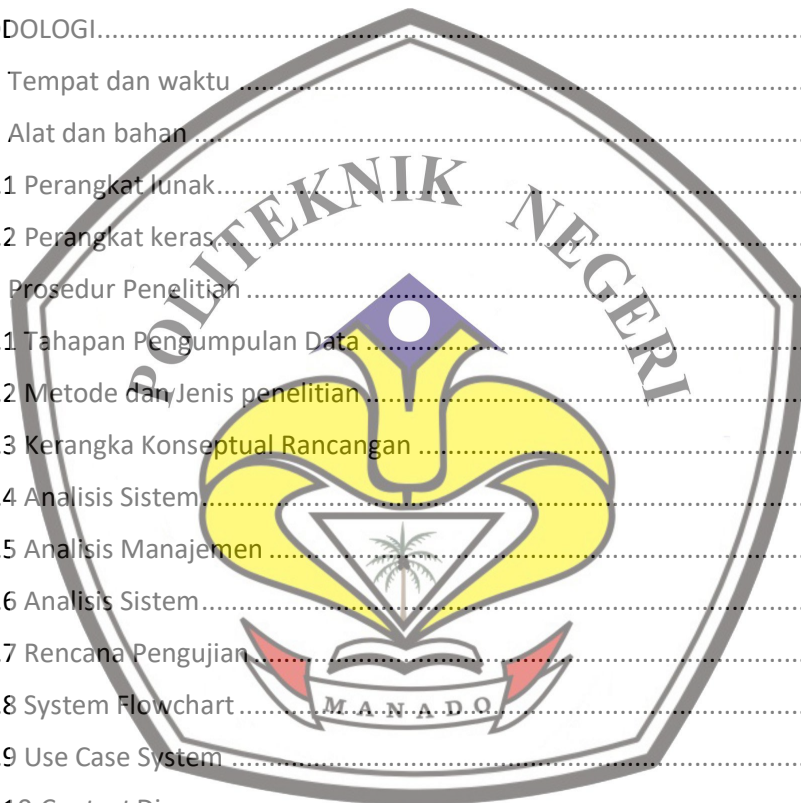 DOLOGI
Tempat dan waktu
Alat dan bahan
1 Perangkat lunak
2 Perangkat keras
Prosedur Penelitian
1 Tahapan Pengumpulan Data
2 Metode dan Jenis penelitian
3 Kerangka Konseptual Rancangan
4 Analisis Sistem
5 Analisis Manajemen
6 Analisis Sistem
7 Rencana Pengujian
8 System Flowchart
9 Use Case System
POLITEKNIK NEGERI
MANADO